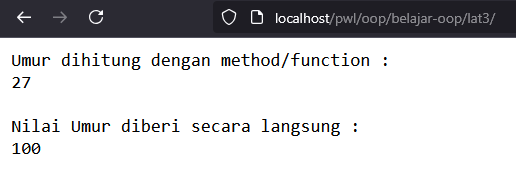 localhost/pwl/oop/belajar-oop/lat3/
Umur dihitung dengan method/function :
27
Nilai Umur diberi secara langsung :
100